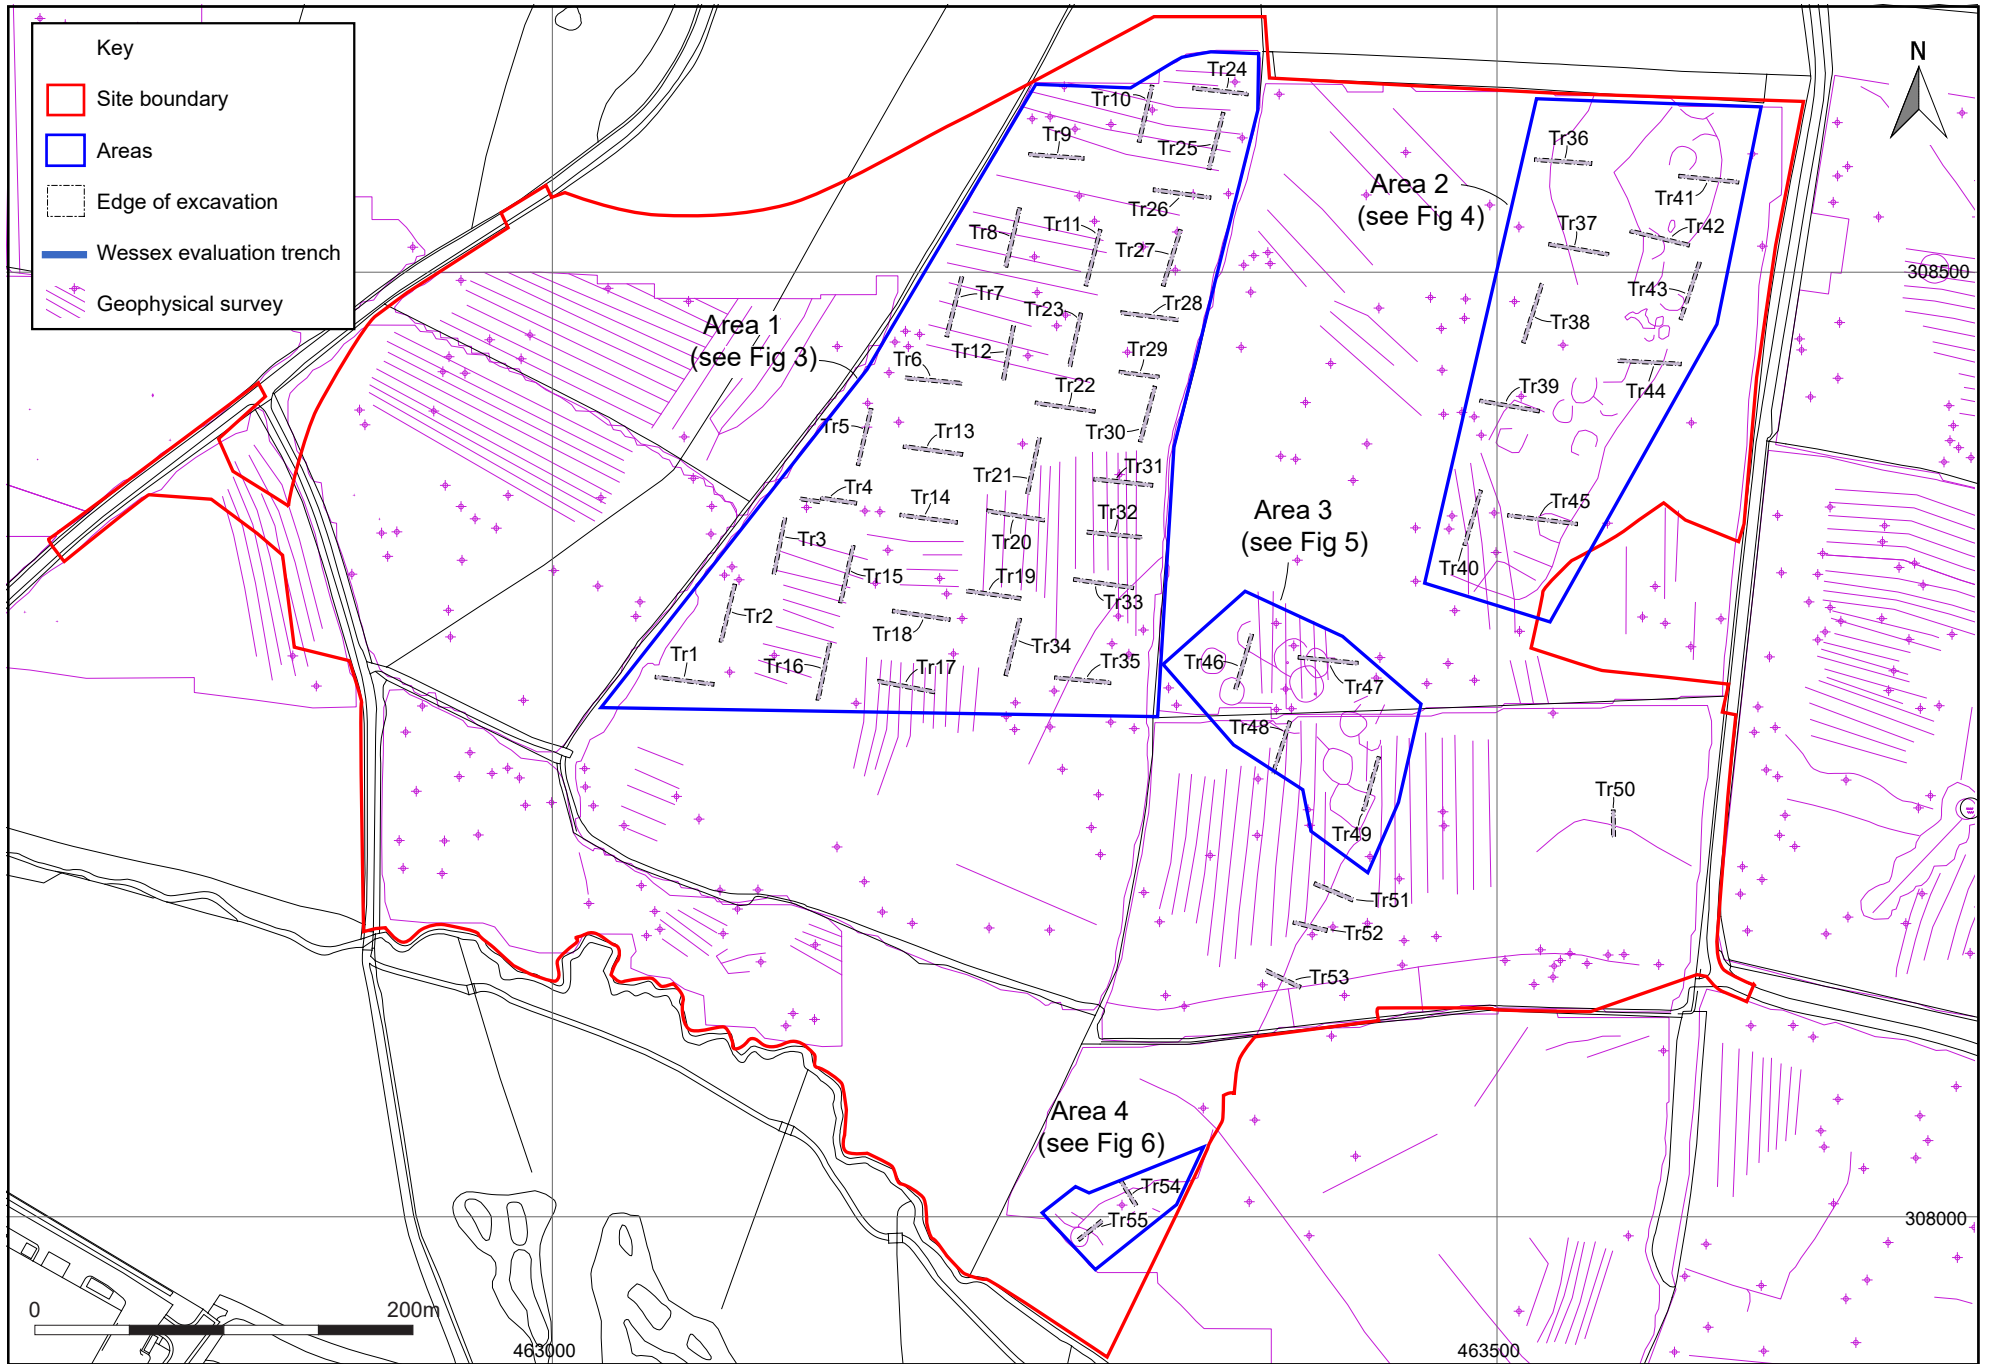 Key
Site boundary
Areas
Edge of excavation
Wessex evaluation trench
Geophysical survey
N
Tr24
Tr10
Tr9
Tr25
Tr36
Area 2
(see Fig 4)
Tr41
Tr26
Tr11
Tr8
Tr27
Tr37
Tr42
308500
Tr7
Tr23
Tr28
Tr43
Tr38
Area 1
(see Fig 3)
Tr12
Tr6
Tr29
Tr22
Tr39
Tr44
Tr5
Tr13
Tr30
Tr21
Tr31
Tr4
Tr14
Tr32
Area 3
(see Fig 5)
Tr45
Tr3
Tr20
Tr15
Tr19
Tr40
Tr33
Tr2
Tr18
Tr34
Tr1
Tr16
Tr17
Tr35
Tr46
Tr47
Tr48
Tr50
Tr49
Tr51
Tr52
Tr53
Area 4
(see Fig 6)
Tr54
Tr55
308000
0
200m
463000
463500